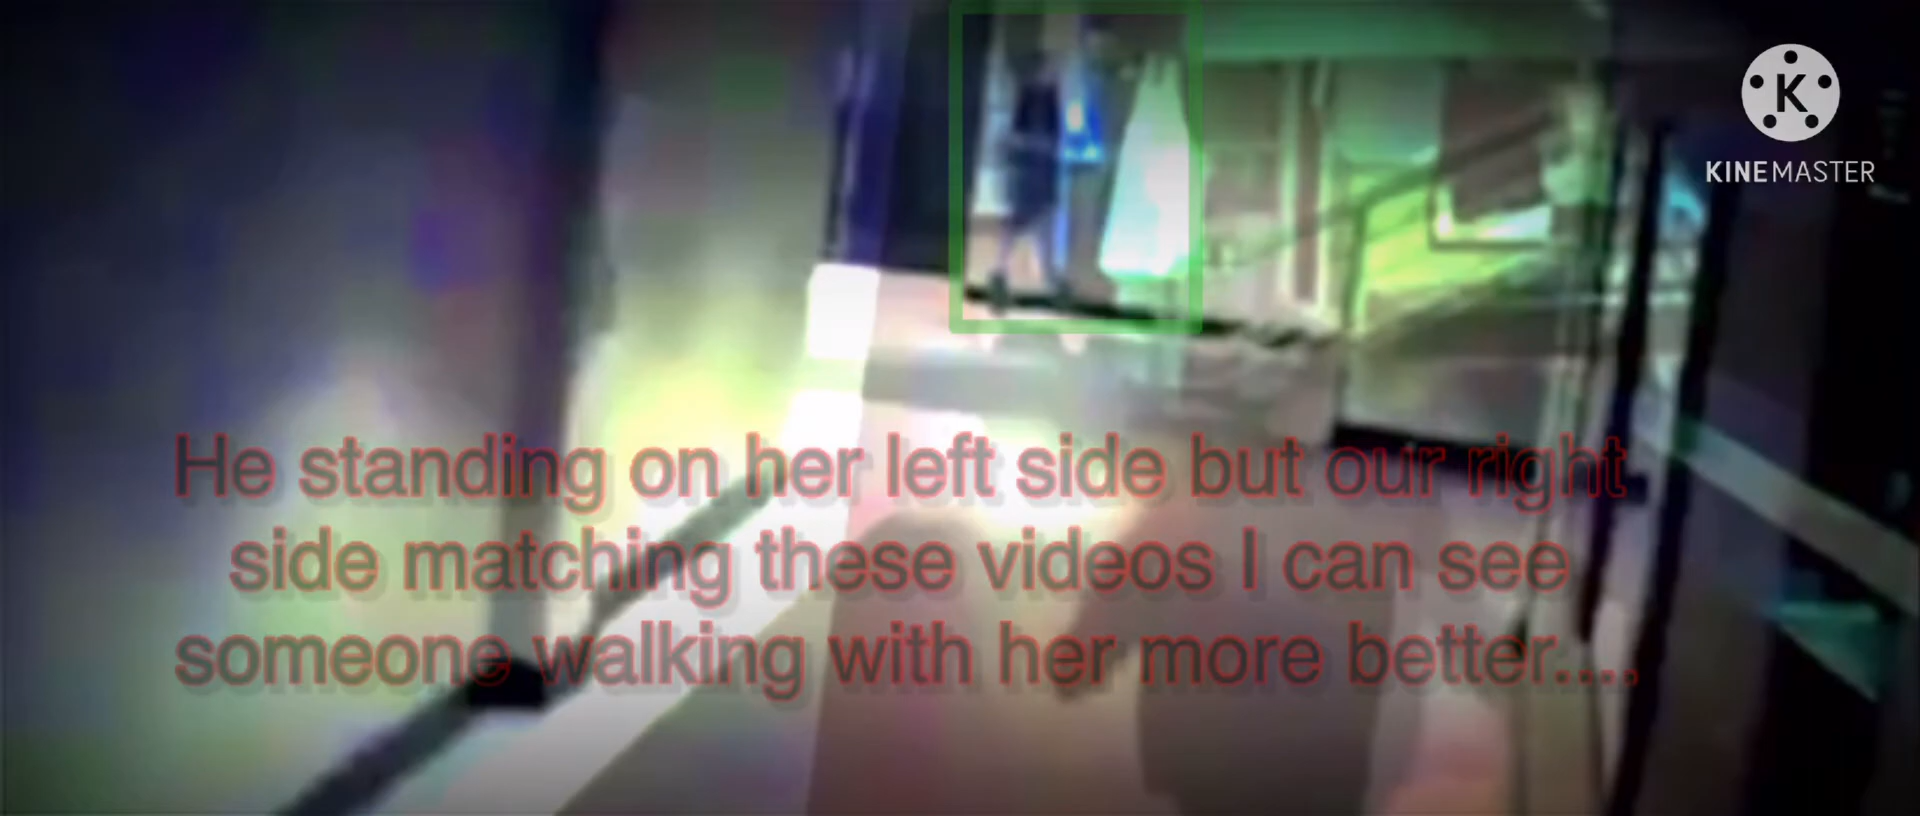 K
KINEMASTER
He standing on her left side but our right
side matching these videos I can see
someone walking with her more better....